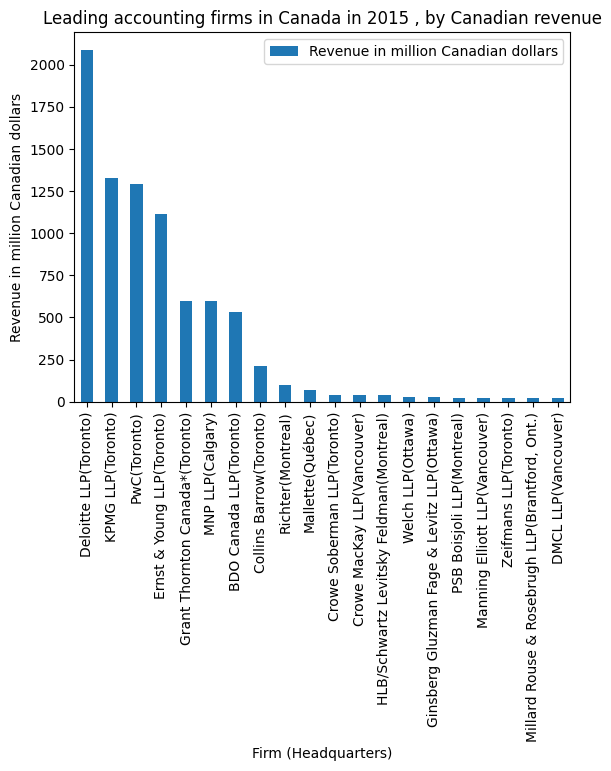 Leading accounting firms in Canada in 2015 , by Canadian revenue
Revenue in million Canadian dollars
Revenue in million Canadian dollars
2000
1750
1500
1250
1000
750
500
250
0
Deloitte LLP(Toronto)
KPMG LLP(Toronto)
PwC(Toronto)
Ernst & Young LLP(Toronto)
Grant Thornton Canada*(Toronto)
MNP LLP(Calgary)
BDO Canada LLP(Toronto)
Collins Barrow(Toronto)
Richter(Montreal)
Mallette(Québec)
Crowe Soberman LLP(Toronto)
Crowe MacKay LLP(Vancouver)
HLB/Schwartz Levitsky Feldman(Montreal)
Welch LLP(Ottawa)
Ginsberg Gluzman Fage & Levitz LLP(Ottawa)
PSB Boisjoli LLP(Montreal)
Manning Elliott LLP(Vancouver)
Zeifmans LLP(Toronto)
Millard Rouse & Rosebrugh LLP(Brantford, Ont.)
DMCL LLP(Vancouver)
Firm (Headquarters)